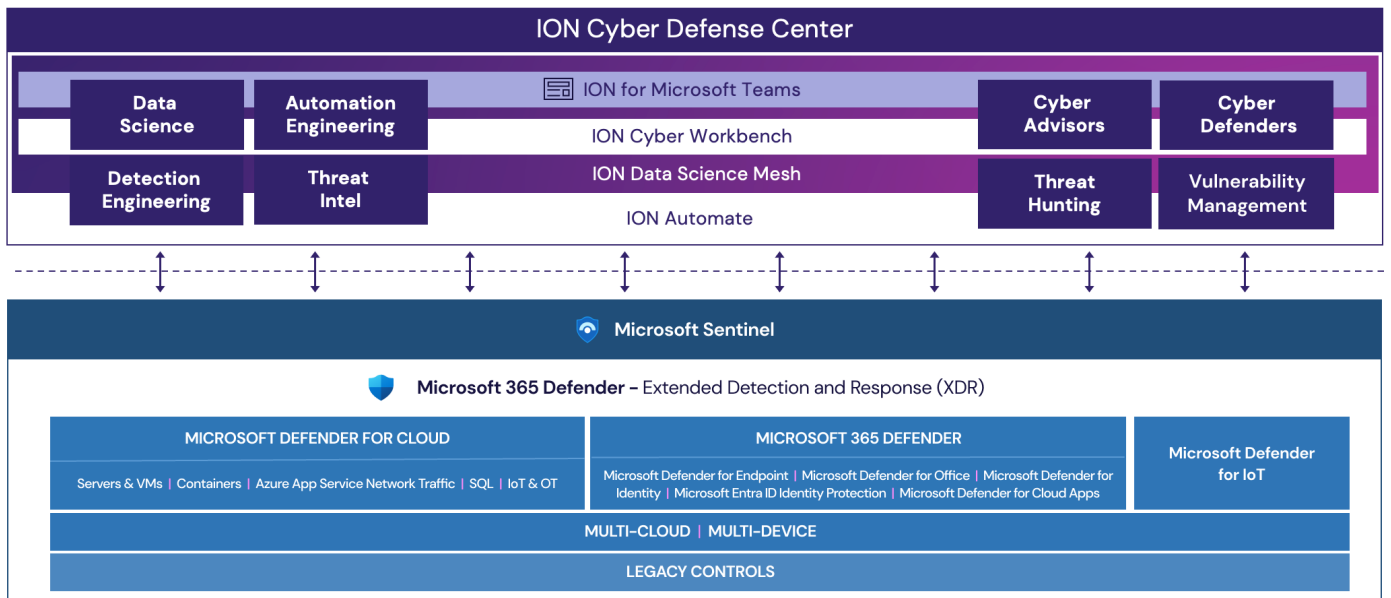 ION Cyber Defense Center
ION for Microsoft Teams
Data
Science
Automation
Engineering
Cyber
Advisors
Cyber
Defenders
ION Cyber Workbench
ION Data Science Mesh
Detection
Engineering
Threat
Intel
Threat
Hunting
Vulnerability
Management
ION Automate
Microsoft Sentinel
Microsoft 365 Defender – Extended Detection and Response (XDR)
MICROSOFT DEFENDER FOR CLOUD
Servers & VMs | Containers | Azure App Service Network Traffic | SQL | IoT & OT
MICROSOFT 365 DEFENDER
Microsoft Defender for Endpoint | Microsoft Defender for Office | Microsoft Defender for
Identity | Microsoft Entra ID Identity Protection | Microsoft Defender for Cloud Apps
Microsoft Defender
for IoT
MULTI-CLOUD | MULTI-DEVICE
LEGACY CONTROLS